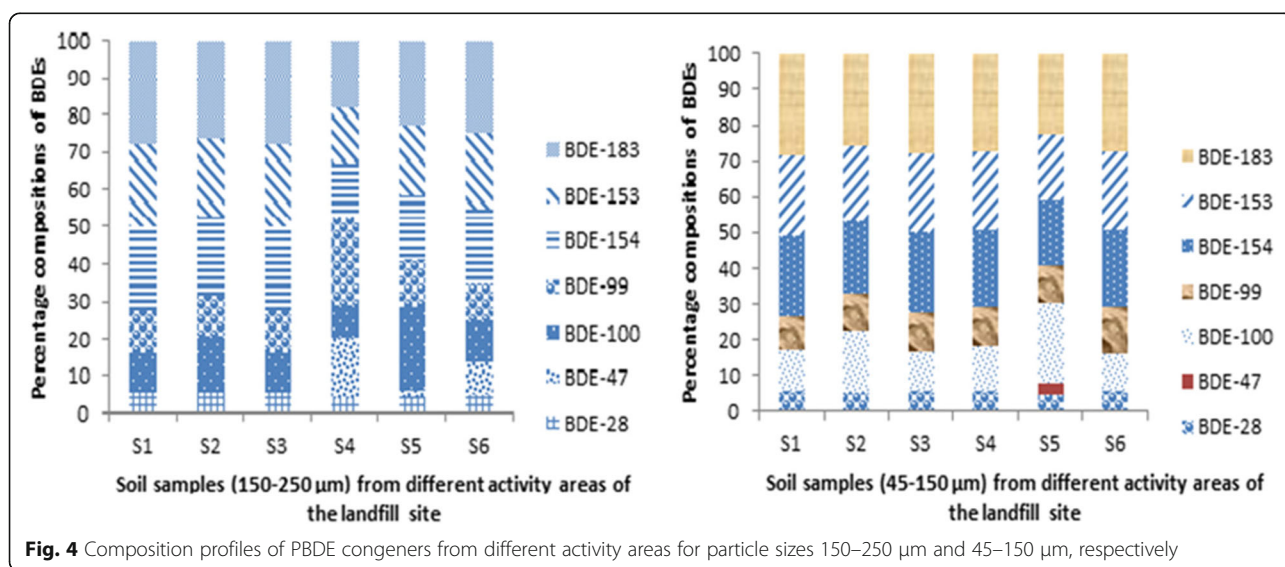 Percentage compositions of BDEs
100
90
80
70
60
50
40
30
20
10
0
S1 S2 S3 S4 S5 S6
Soil samples (150-250 µm) from different activity areas of
the landfill site
BDE-183
BDE-153
BDE-154
BDE-99
BDE-100
BDE-47
BDE-28
Percentage compositions of BDEs
100
90
80
70
60
50
40
30
20
10
0
S1 S2 S3 S4 S5 S6
Soil samples (45-150 µm) from different activity areas of
the landfill site
BDE-183
BDE-153
BDE-154
BDE-99
BDE-100
BDE-47
BDE-28
Fig. 4 Composition profiles of PBDE congeners from different activity areas for particle sizes 150–250 µm and 45–150 µm, respectively